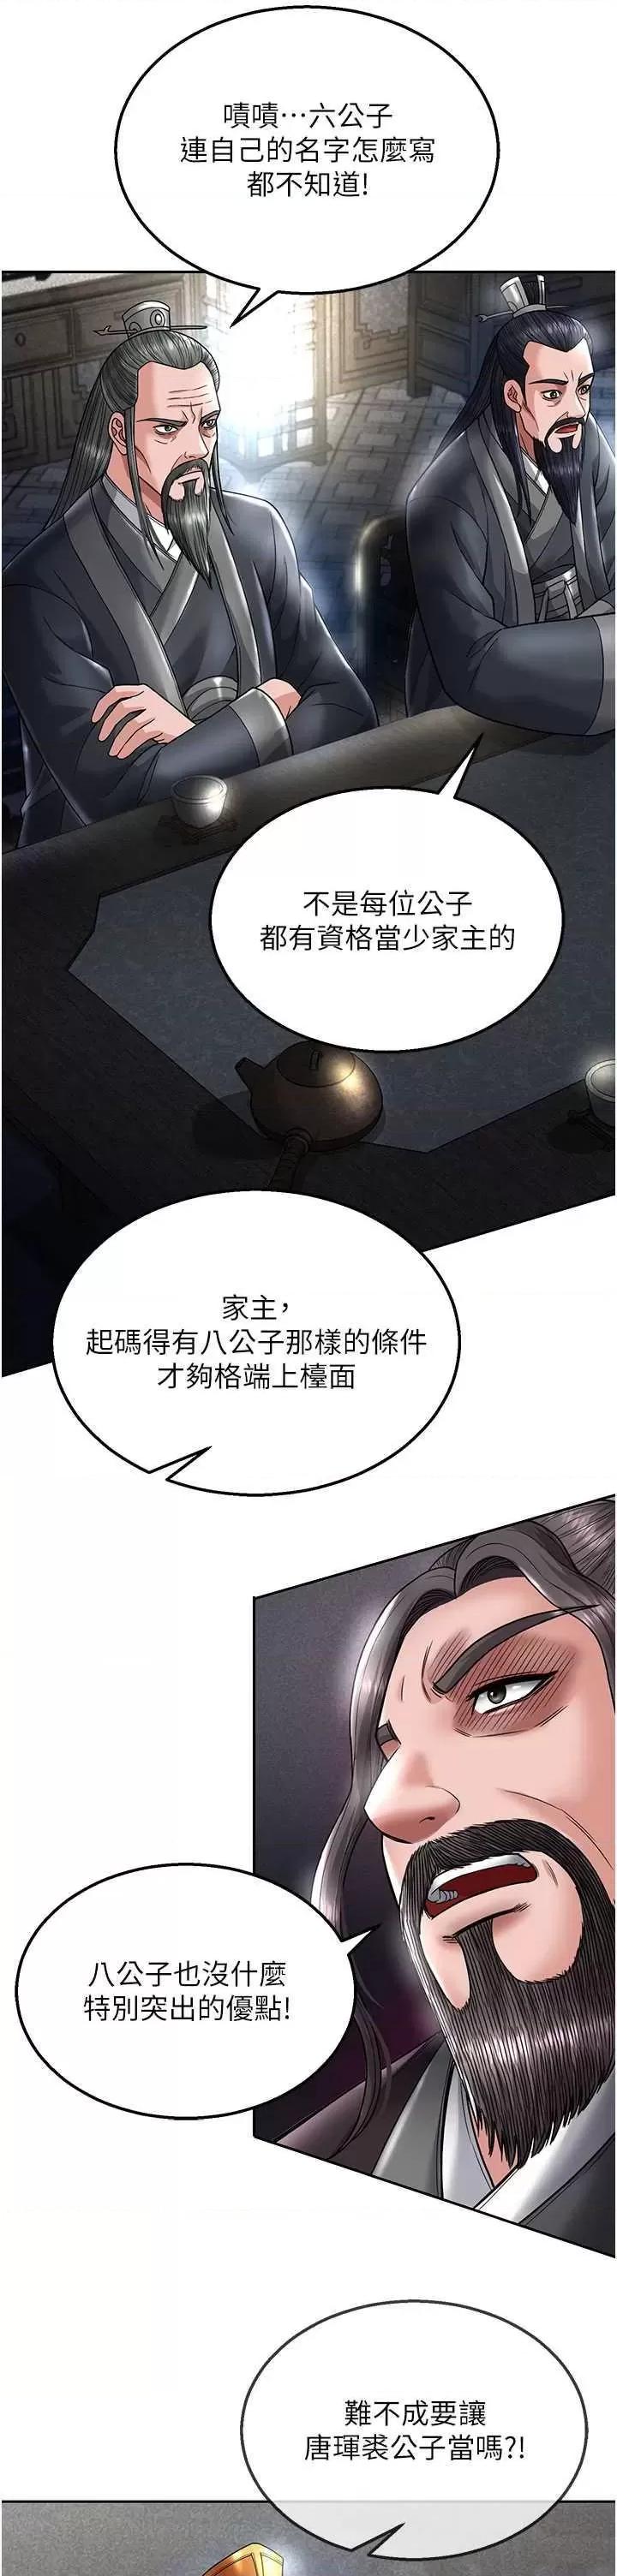 嘖嘖…六公子
連自己的名字怎麼寫
都不知道!
不是每位公子
都有資格當少家主的
家主，
起碼得有八公子那樣的條件
才夠格端上檯面
八公子也沒什麼
特別突出的優點!
難不成要讓
唐琿裘公子當嗎?!